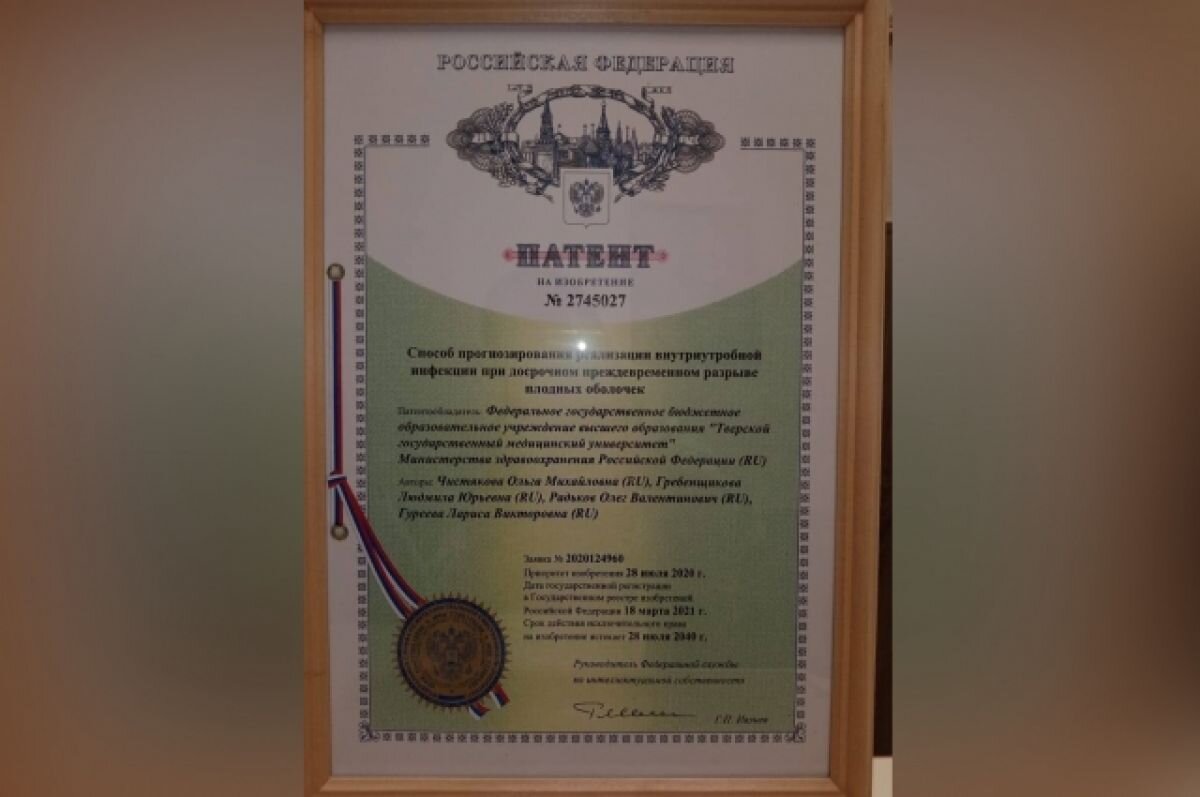 РОССИЙСКАЯ ФЕДЕРАЦИЯ
ПАТЕНТ
НА ИЗОБРЕТЕНИЕ
№ 2745027
Способ прогнозирования реализации внутриутробной
инфекции при досрочном преждевременном разрыве
плодных оболочек
Патентообладатель: Федеральное государственное бюджетное
образовательное учреждение высшего образования "Тверской
государственный медицинский университет"
Министерства здравоохранения Российской Федерации (RU)
Авторы: Чистякова Ольга Михайловна (RU), Гребенщикова
Людмила Юрьевна (RU), Радьков Олег Валентинович (RU),
Гуреева Лариса Викторовна (RU)
Заявка № 2020124960
Приоритет изобретения 28 июля 2020 г.
Дата государственной регистрации
в Государственном реестре изобретений
Российской Федерации 18 марта 2021 г.
Срок действия исключительного права
на изобретение истекает 28 июля 2040 г.
Руководитель Федеральной службы
по интеллектуальной собственности
Г.П. Ивлиев